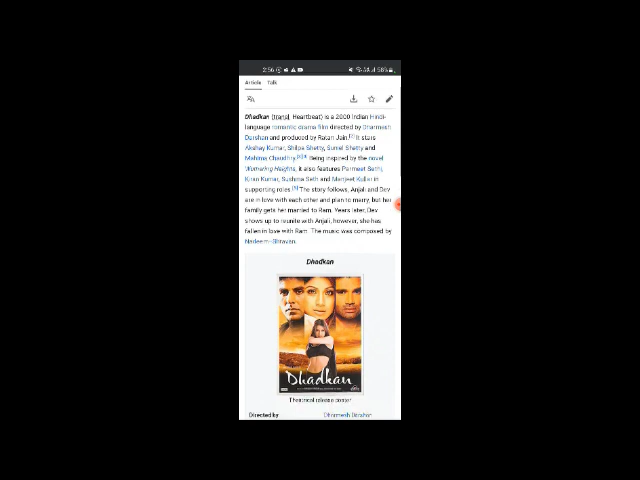 2:56
58%
Article Talk
Dhadkan (transl. Heartbeat) is a 2000 Indian Hindi-
language romantic drama film directed by Dharmesh
Darshan and produced by Ratan Jain. It stars
Akshay Kumar, Shilpa Shetty, Suniel Shetty and
Mahima Chaudhry. Being inspired by the novel
Wuthering Heights, it also features Parmeet Sethi,
Kiran Kumar, Sushma Seth and Manjeet Kullar in
supporting roles. The story follows, Anjali and Dev
are in love with each other and plan to marry, but her
family gets her married to Ram. Years later, Dev
shows up to reunite with Anjali, however, she has
fallen in love with Ram. The music was composed by
Nadeem–Shravan.
Dhadkan
Dhadkan
Theatrical release poster
Directed by Dharmesh Darshan